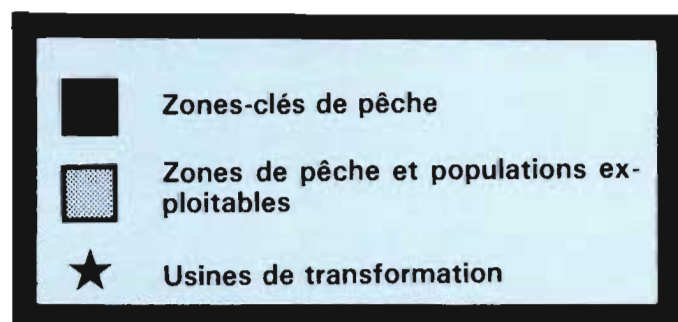 Zones-clés de pêche
Zones de pêche et populations ex-
ploitables
Usines de transformation